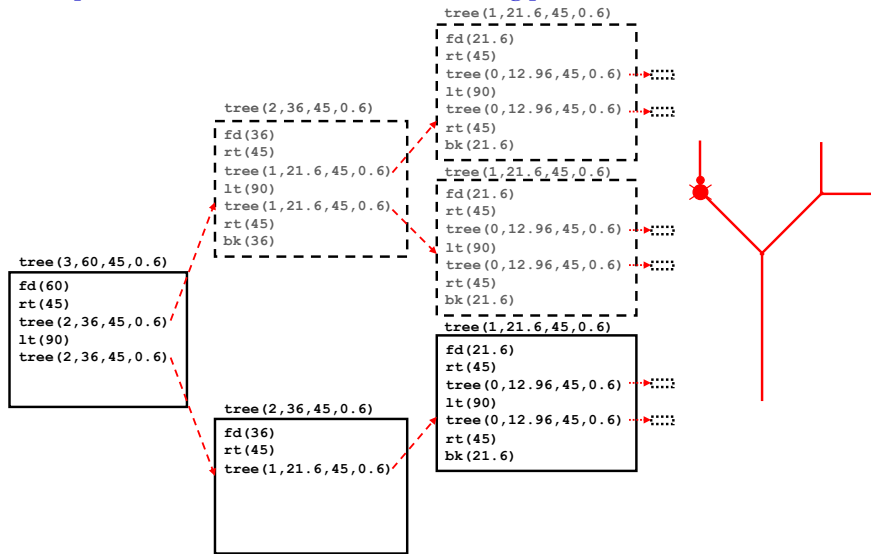 tree(1,21.6,45,0.6)
fd(21.6)
rt(45)
tree(0,12.96,45,0.6)
lt(90)
tree(0,12.96,45,0.6)
rt(45)
bk(21.6)
tree(2,36,45,0.6)
fd(36)
rt(45)
tree(1,21.6,45,0.6)
lt(90)
tree(1,21.6,45,0.6)
rt(45)
bk(36)
tree(1,21.6,45,0.6)
fd(21.6)
rt(45)
tree(0,12.96,45,0.6)
lt(90)
tree(0,12.96,45,0.6)
rt(45)
bk(21.6)
tree(3,60,45,0.6)
fd(60)
rt(45)
tree(2,36,45,0.6)
lt(90)
tree(2,36,45,0.6)
tree(1,21.6,45,0.6)
fd(21.6)
rt(45)
tree(0,12.96,45,0.6)
lt(90)
tree(0,12.96,45,0.6)
rt(45)
bk(21.6)
tree(2,36,45,0.6)
fd(36)
rt(45)
tree(1,21.6,45,0.6)